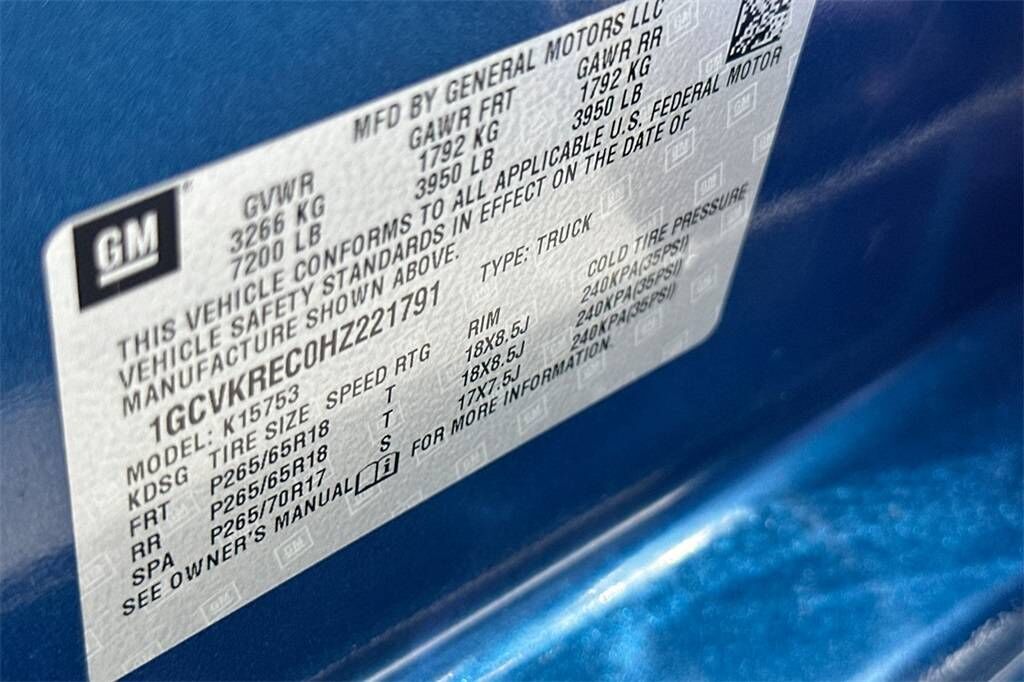 MFD BY GENERAL MOTORS LLC
GM
GVWR GAWR FRT GAWR RR
3266 KG 1792 KG 1792 KG
7200 LB 3950 LB 3950 LB
THIS VEHICLE CONFORMS TO ALL APPLICABLE U.S. FEDERAL MOTOR
VEHICLE SAFETY STANDARDS IN EFFECT ON THE DATE OF
MANUFACTURE SHOWN ABOVE.
1GCVKREC0HZ221791 TYPE: TRUCK
MODEL: K15753
KDSG TIRE SIZE SPEED RTG RIM COLD TIRE PRESSURE
FRT P265/65R18 T 18X8.5J 240KPA(35PSI)
RR P265/65R18 T 18X8.5J 240KPA(35PSI)
SPA P265/70R17 S 17X7.5J 240KPA(35PSI)
SEE OWNER'S MANUAL FOR MORE INFORMATION.